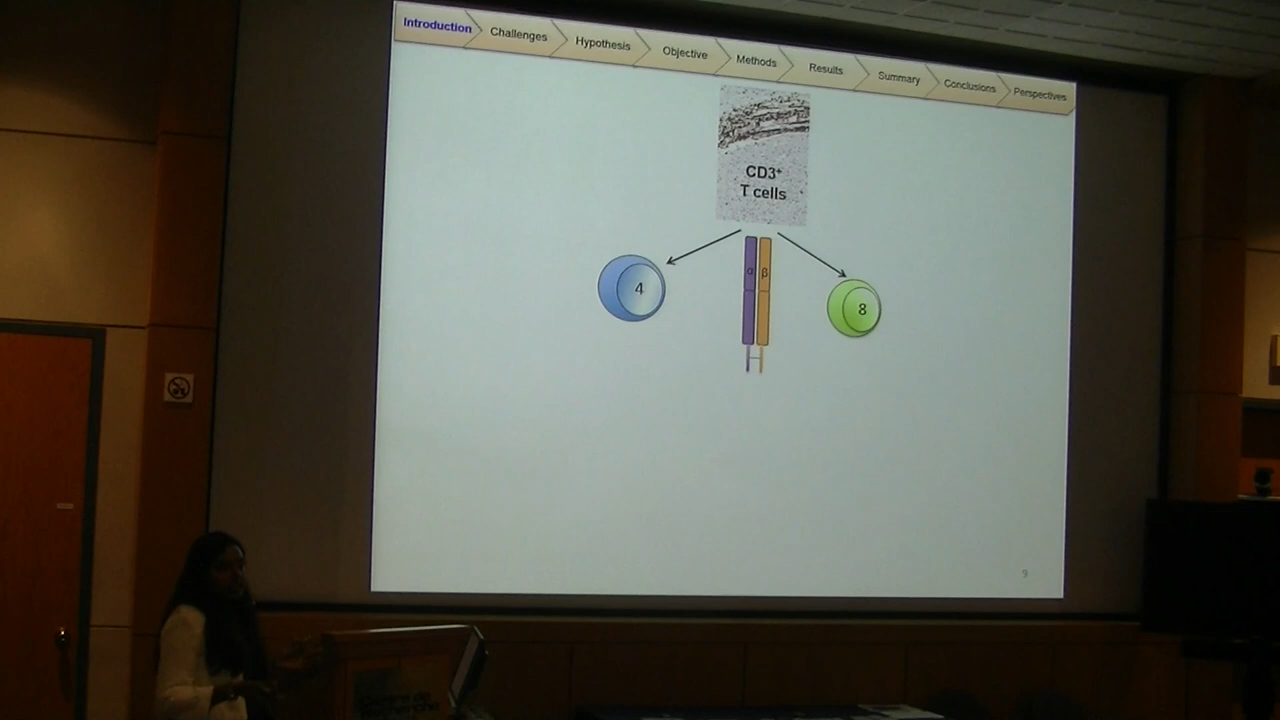 Introduction
Challenges
Hypothesis
Objective
Methods
Results
Summary
Conclusions
Perspectives
CD3+
T cells
α
β
4
8
9